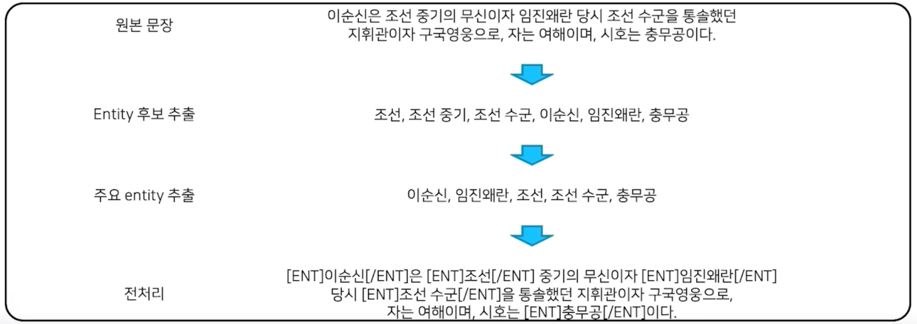 원본 문장
이순신은 조선 중기의 무신이자 임진왜란 당시 조선 수군을 통솔했던
지휘관이자 구국영웅으로, 자는 여해이며, 시호는 충무공이다.
Entity 후보 추출
조선, 조선 중기, 조선 수군, 이순신, 임진왜란, 충무공
주요 entity 추출
이순신, 임진왜란, 조선, 조선 수군, 충무공
전처리
[ENT]이순신[/ENT]은 [ENT]조선[/ENT] 중기의 무신이자 [ENT]임진왜란[/ENT]
당시 [ENT]조선 수군[/ENT]을 통솔했던 지휘관이자 구국영웅으로,
자는 여해이며, 시호는 [ENT]충무공[/ENT]이다.